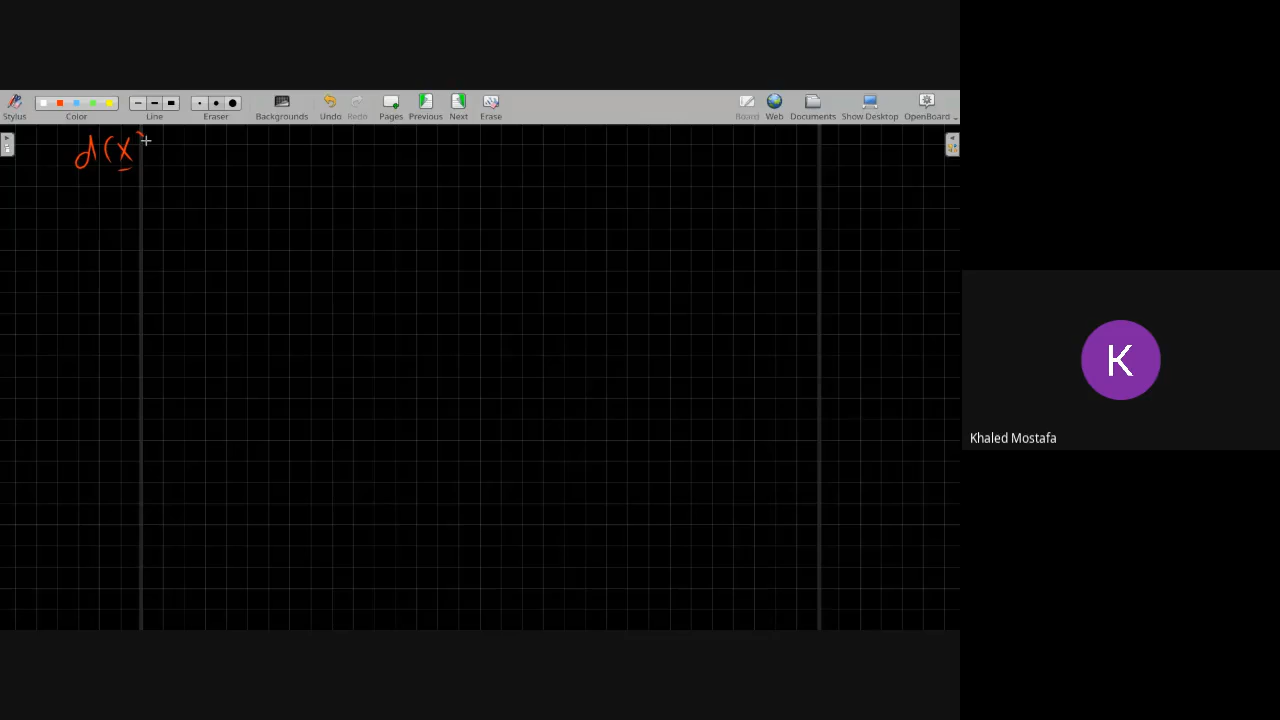 Stylus Color Line Eraser Backgrounds Undo Redo Pages Previous Next Erase Board Web Documents Show Desktop OpenBoard
d(x)
K
Khaled Mostafa